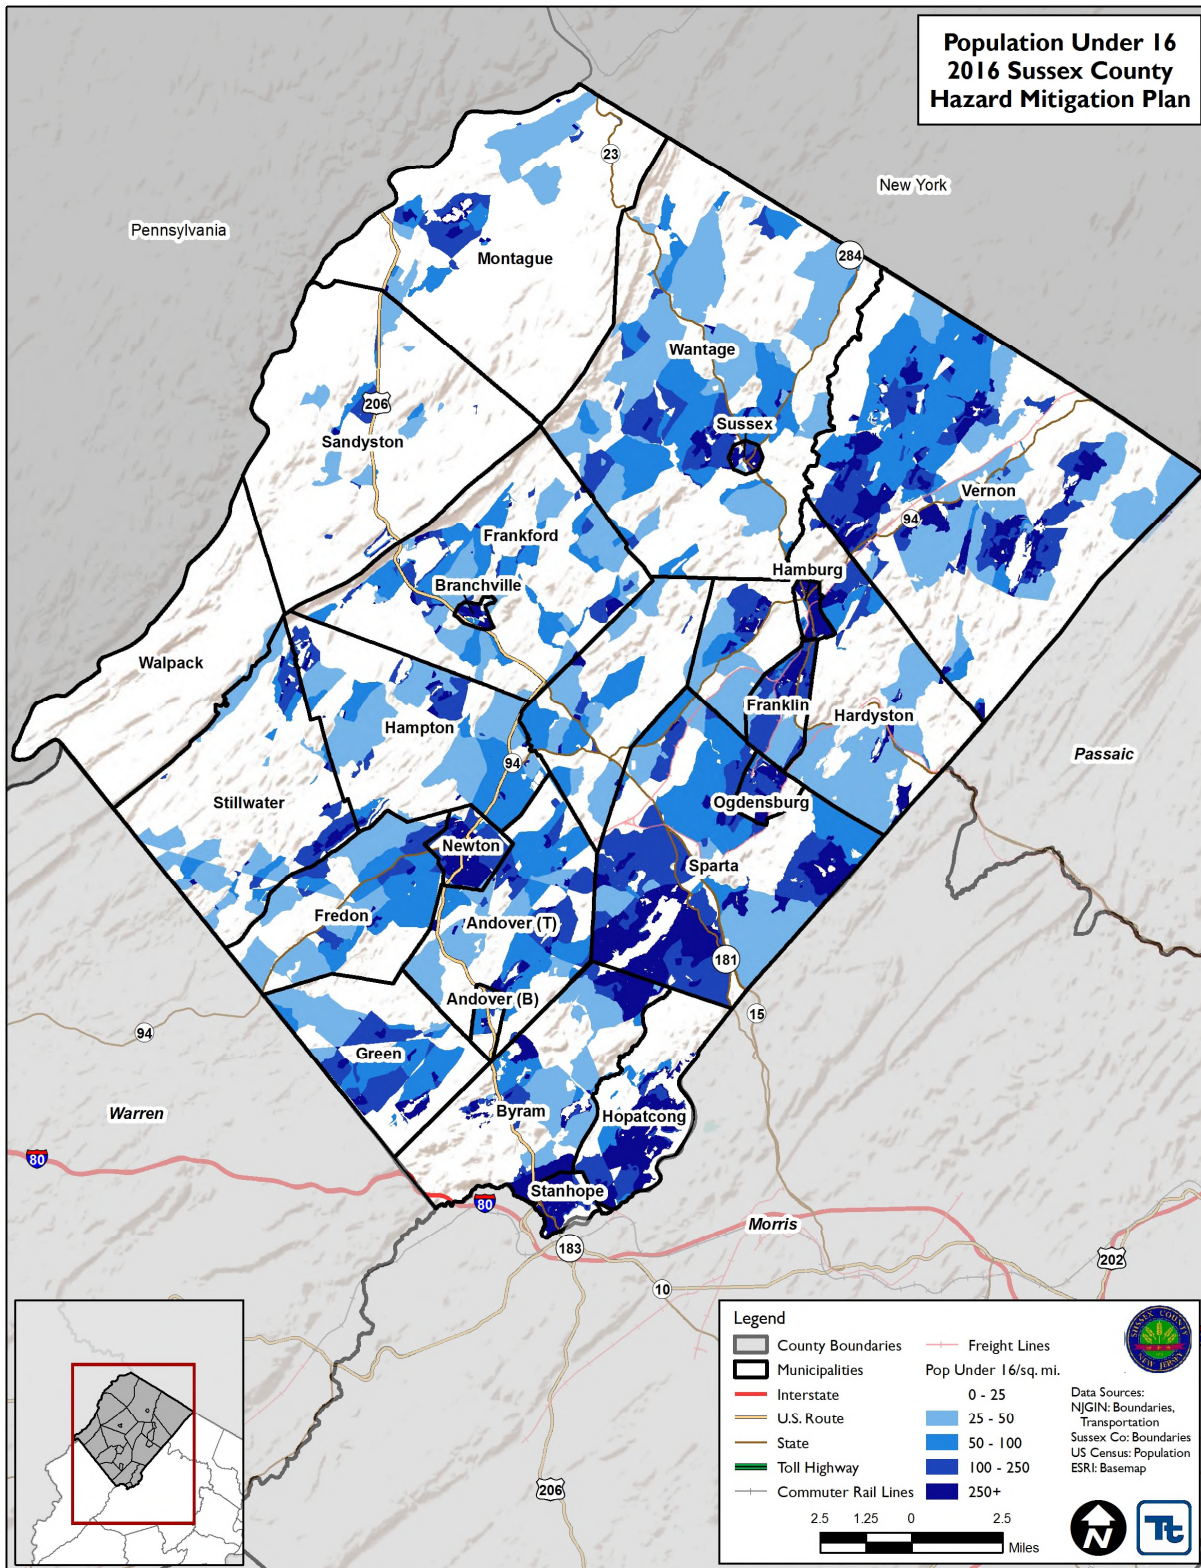 Population Under 16
2016 Sussex County
Hazard Mitigation Plan
23
New York
Pennsylvania
284
Montague
Wantage
206
Sussex
Sandyston
Vernon
94
Frankford
Hamburg
Branchville
Walpack
Franklin
Hardyston
Hampton
Passaic
94
Stillwater
Ogdensburg
Newton
Sparta
Fredon
Andover (T)
181
Andover (B)
15
94
Green
Warren
Byram
Hopatcong
80
Stanhope
80
Morris
183
202
10
206
Legend
County Boundaries
Municipalities
Interstate
U.S. Route
State
Toll Highway
Commuter Rail Lines
Freight Lines
Pop Under 16/sq. mi.
0 - 25
25 - 50
50 - 100
100 - 250
250+
SUSSEX COUNTY
NEW JERSEY
Data Sources:
NJGIN: Boundaries,
Transportation
Sussex Co: Boundaries
US Census: Population
ESRI: Basemap
2.5 1.25 0 2.5
Miles
N
Tt